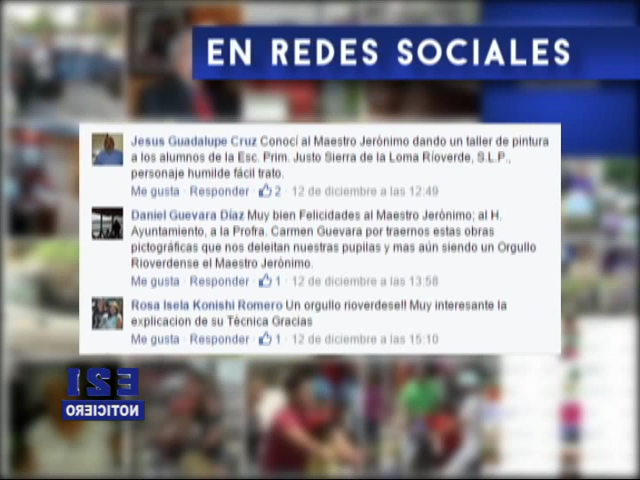 EN REDES SOCIALES
Jesus Guadalupe Cruz Conocí al Maestro Jerónimo dando un taller de pintura
a los alumnos de la Esc. Prim. Justo Sierra de la Loma Ríoverde, S.L.P.,
personaje humilde fácil trato.
Me gusta · Responder · 2 · 12 de diciembre a las 12:49
Daniel Guevara Díaz Muy bien Felicidades al Maestro Jerónimo; al H.
Ayuntamiento, a la Profra. Carmen Guevara por traernos estas obras
pictográficas que nos deleitan nuestras pupilas y mas aún siendo un Orgullo
Rioverdense el Maestro Jerónimo.
Me gusta · Responder · 1 · 12 de diciembre a las 13:58
Rosa Isela Konishi Romero Un orgullo rioverdese!! Muy interesante la
explicacion de su Técnica Gracias
Me gusta · Responder · 1 · 12 de diciembre a las 15:10
NOTICIERO